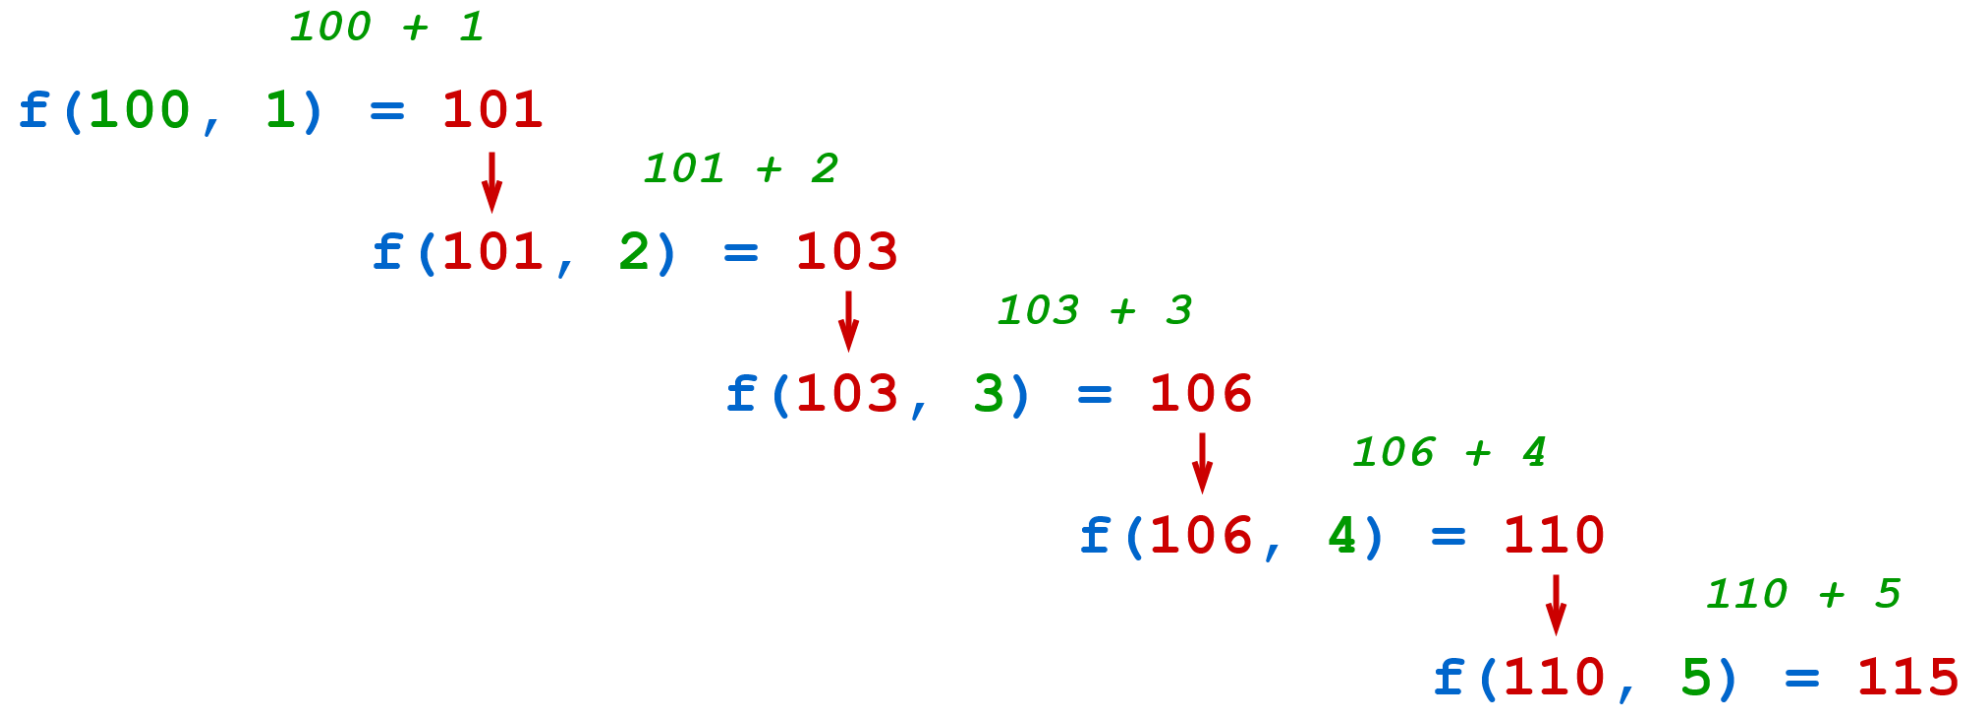 100 + 1
f(100, 1) = 101
101 + 2
f(101, 2) = 103
103 + 3
f(103, 3) = 106
106 + 4
f(106, 4) = 110
110 + 5
f(110, 5) = 115